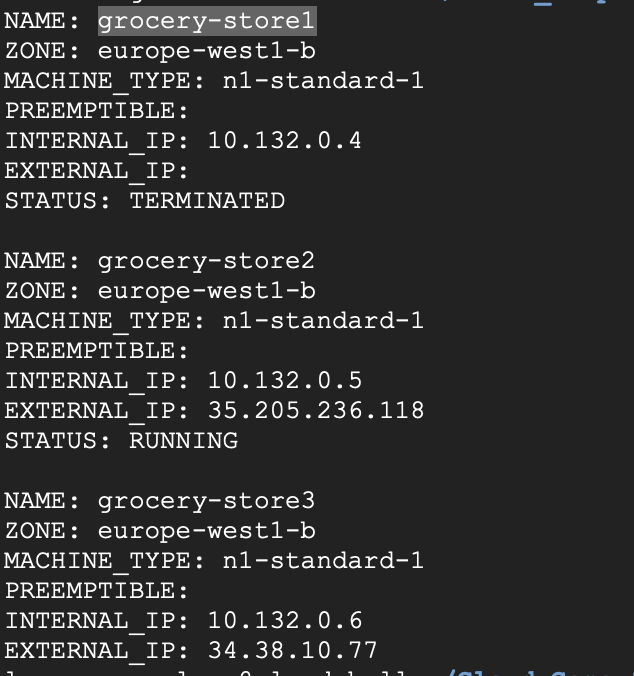 NAME: grocery-store1
ZONE: europe-west1-b
MACHINE_TYPE: n1-standard-1
PREEMPTIBLE:
INTERNAL_IP: 10.132.0.4
EXTERNAL_IP:
STATUS: TERMINATED
NAME: grocery-store2
ZONE: europe-west1-b
MACHINE_TYPE: n1-standard-1
PREEMPTIBLE:
INTERNAL_IP: 10.132.0.5
EXTERNAL_IP: 35.205.236.118
STATUS: RUNNING
NAME: grocery-store3
ZONE: europe-west1-b
MACHINE_TYPE: n1-standard-1
PREEMPTIBLE:
INTERNAL_IP: 10.132.0.6
EXTERNAL_IP: 34.38.10.77